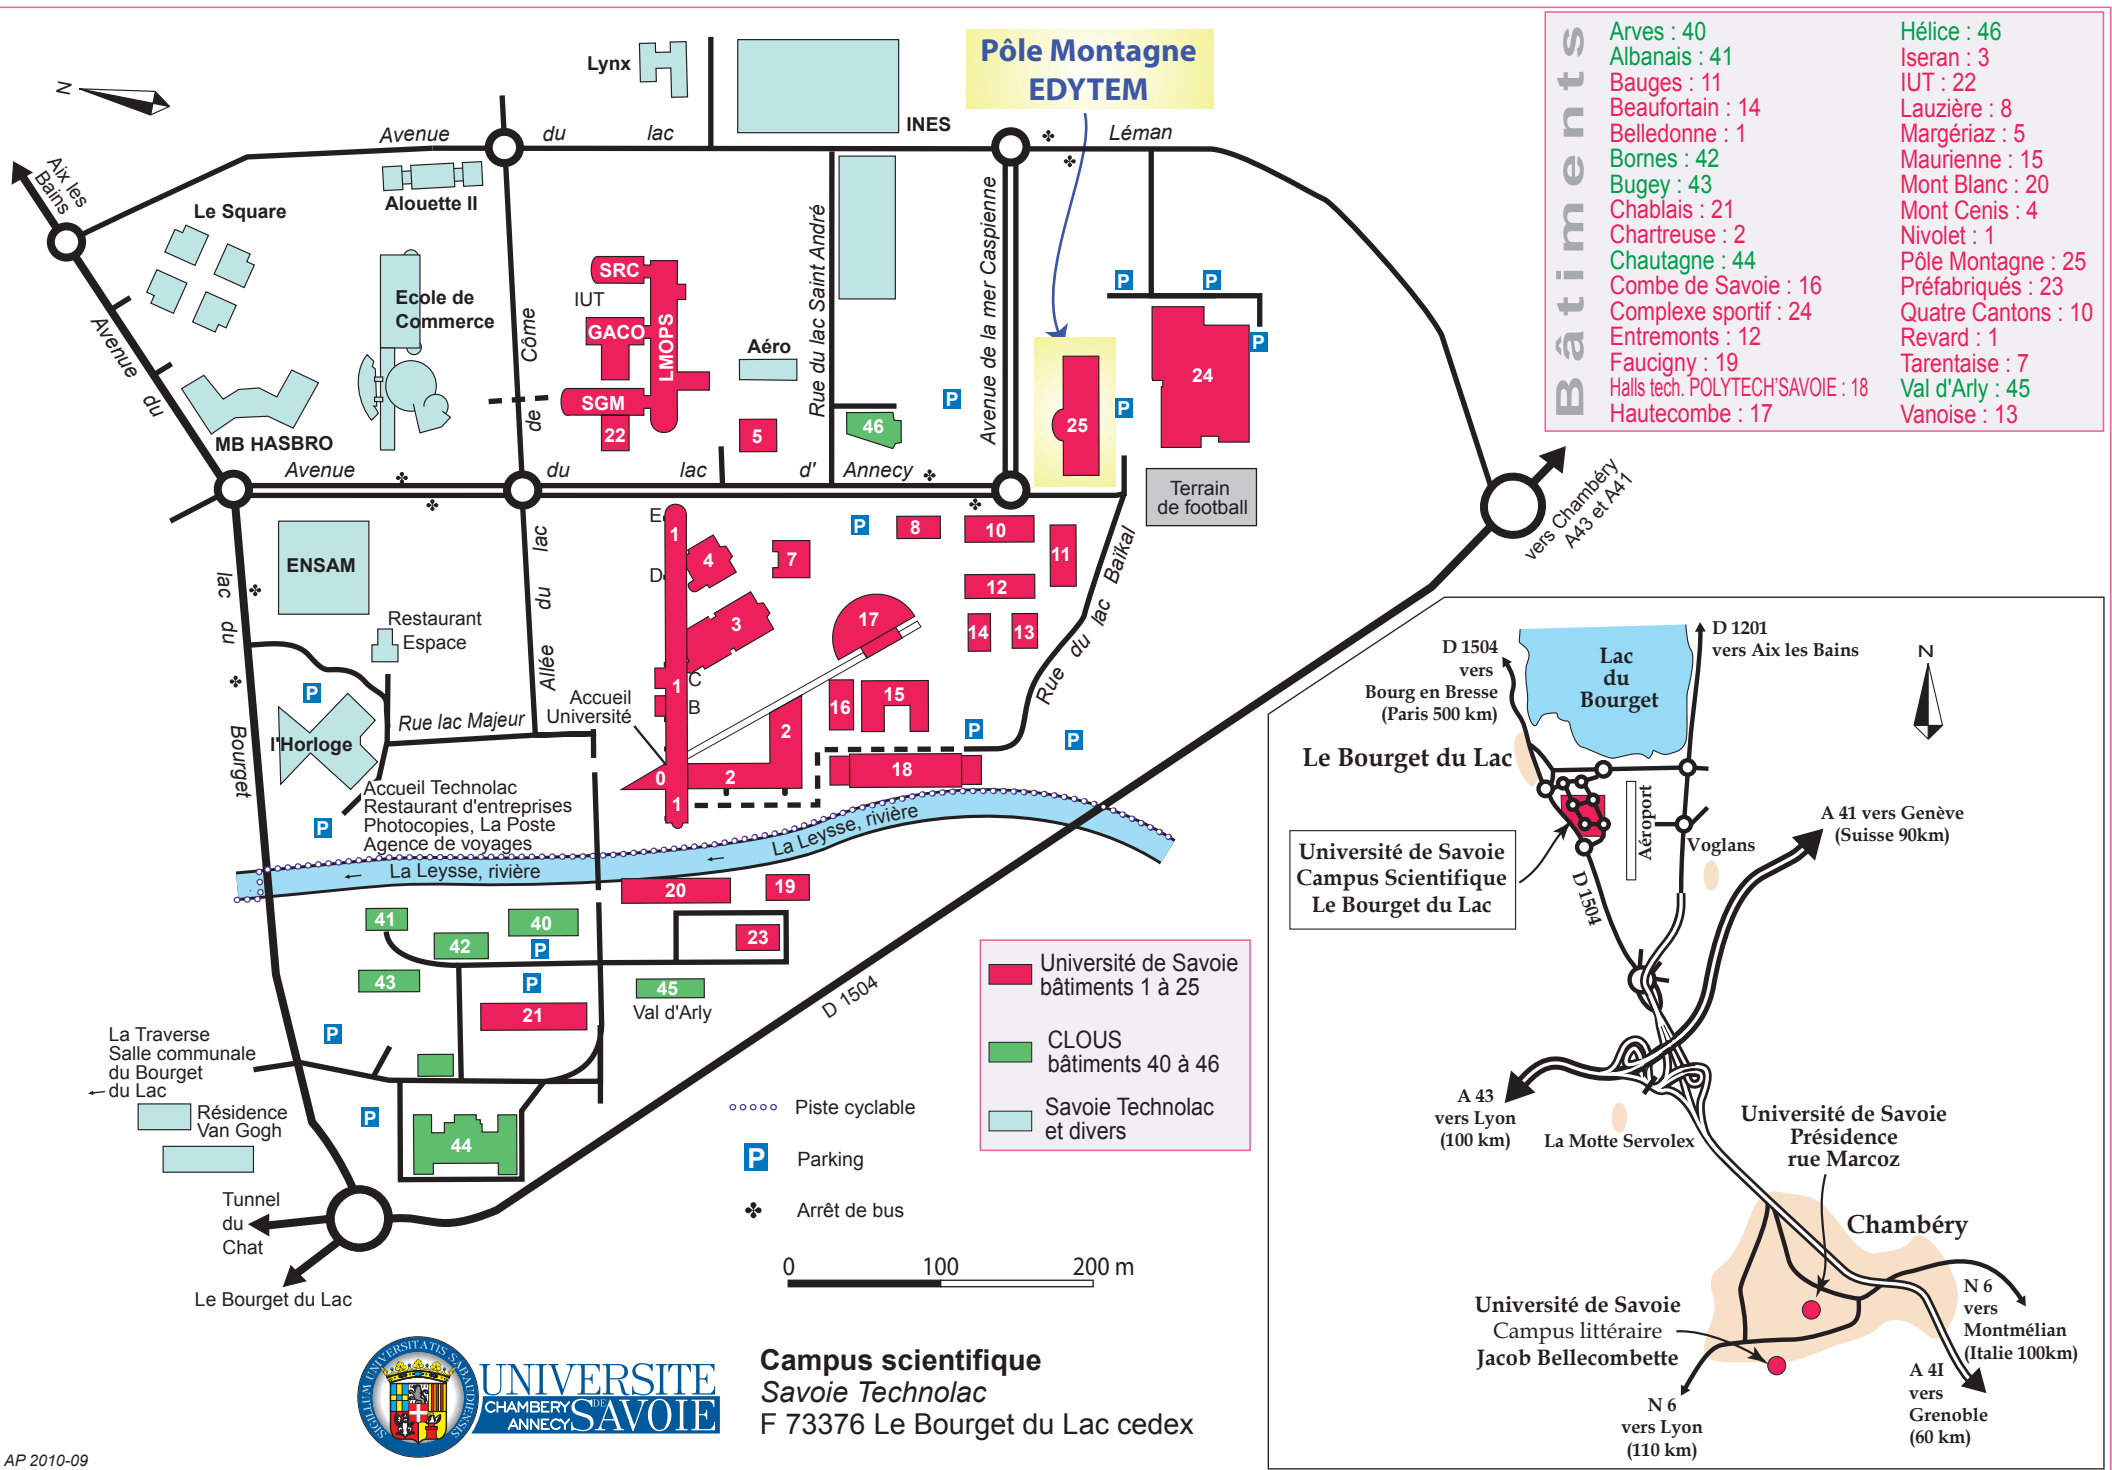 Pôle Montagne
EDYTEM
Lynx
INES
N
Avenue du lac Léman
Aix les
Bains
Alouette II
Le Square
Ecole de
Commerce
MB HASBRO
Avenue du lac du Bourget
Allée du lac de Côme
SRC
IUT
GACO
LMOPS
SGM
22
Aéro
5
Rue du lac Saint André
46
Avenue de la mer Caspienne
25
24
P
P
P
P
P
Terrain
de football
Avenue du lac d' Annecy
ENSAM
Restaurant
Espace
E
1
D
4
7
P
8
10
11
12
14
13
3
17
C
1
B
16
15
2
Accueil
Université
0
2
1
18
P
P
Rue du lac Baïkal
Rue lac Majeur
P
l'Horloge
P
Accueil Technolac
Restaurant d'entreprises
Photocopies, La Poste
Agence de voyages
La Leysse, rivière
La Leysse, rivière
20
19
23
41
42
40
P
43
P
21
45
Val d'Arly
D 1504
vers Chambéry
A43 et A41
La Traverse
Salle communale
du Bourget
du Lac
P
Résidence
Van Gogh
P
44
Tunnel
du
Chat
Le Bourget du Lac
Bâtiments
Arves : 40
Albanais : 41
Bauges : 11
Beaufortain : 14
Belledonne : 1
Bornes : 42
Bugey : 43
Chablais : 21
Chartreuse : 2
Chautagne : 44
Combe de Savoie : 16
Complexe sportif : 24
Entremonts : 12
Faucigny : 19
Halls tech. POLYTECH'SAVOIE : 18
Hautecombe : 17
Hélice : 46
Iseran : 3
IUT : 22
Lauzière : 8
Margériaz : 5
Maurienne : 15
Mont Blanc : 20
Mont Cenis : 4
Nivolet : 1
Pôle Montagne : 25
Préfabriqués : 23
Quatre Cantons : 10
Revard : 1
Tarentaise : 7
Val d'Arly : 45
Vanoise : 13
Université de Savoie
bâtiments 1 à 25
CLOUS
bâtiments 40 à 46
Savoie Technolac
et divers
Piste cyclable
P Parking
Arrêt de bus
0 100 200 m
D 1504
vers
Bourg en Bresse
(Paris 500 km)
Lac
du
Bourget
D 1201
vers Aix les Bains
N
Le Bourget du Lac
Aéroport
Voglans
A 41 vers Genève
(Suisse 90km)
Université de Savoie
Campus Scientifique
Le Bourget du Lac
D 1504
A 43
vers Lyon
(100 km)
La Motte Servolex
Université de Savoie
Présidence
rue Marcoz
Chambéry
Université de Savoie
Campus littéraire
Jacob Bellecombette
N 6
vers
Montmélian
(Italie 100km)
A 4I
vers
Grenoble
(60 km)
N 6
vers Lyon
(110 km)
SIGILLUM UNIVERSITATIS SABAUDIENSIS
UNIVERSITE
CHAMBERY DE
ANNECY SAVOIE
Campus scientifique
Savoie Technolac
F 73376 Le Bourget du Lac cedex
AP 2010-09